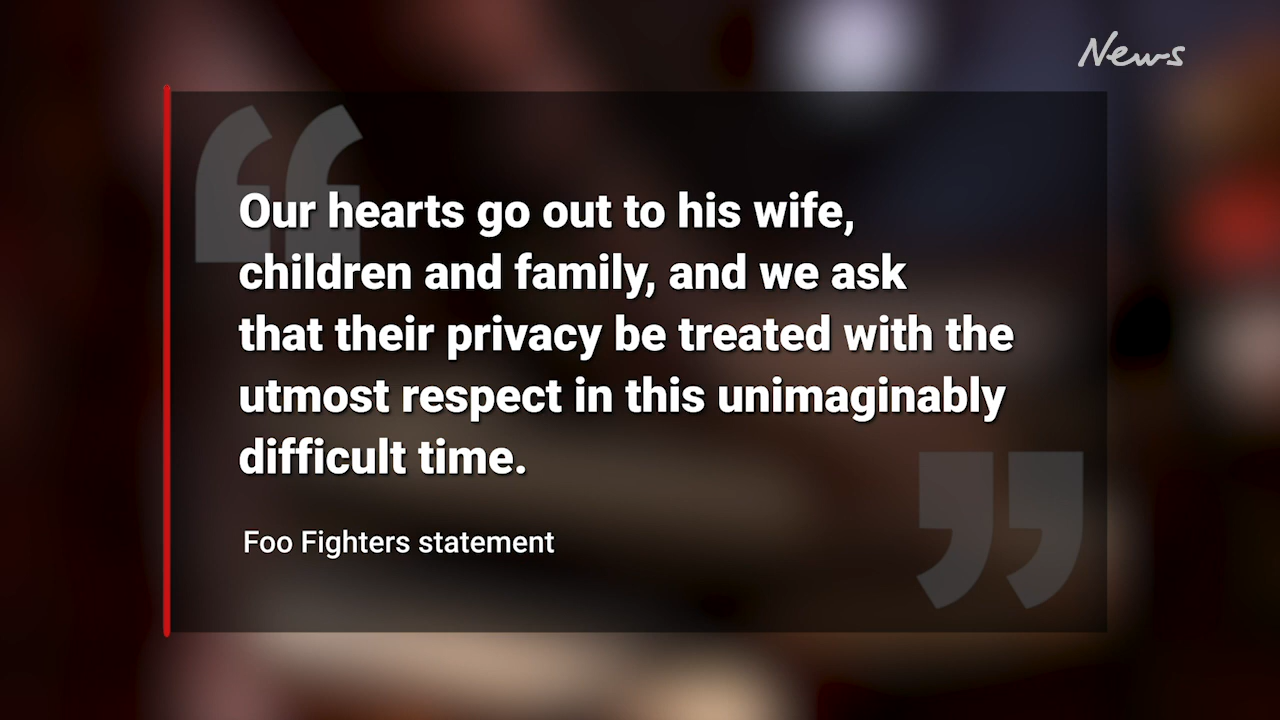 News
Our hearts go out to his wife,
children and family, and we ask
that their privacy be treated with the
utmost respect in this unimaginably
difficult time.
Foo Fighters statement